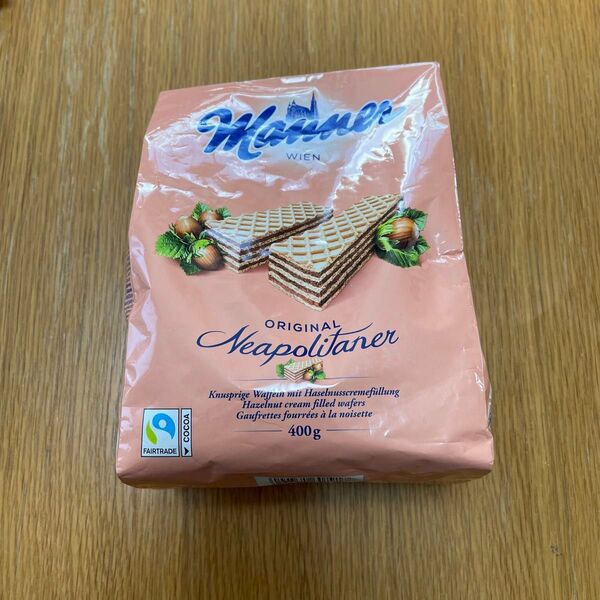 Manner
WIEN
ORIGINAL
Neapolitaner
Knusprige Waffeln mit Haselnusscremefüllung
Hazelnut cream filled wafers
Gaufrettes fourrées à la noisette
400g
FAIRTRADE
COCOA